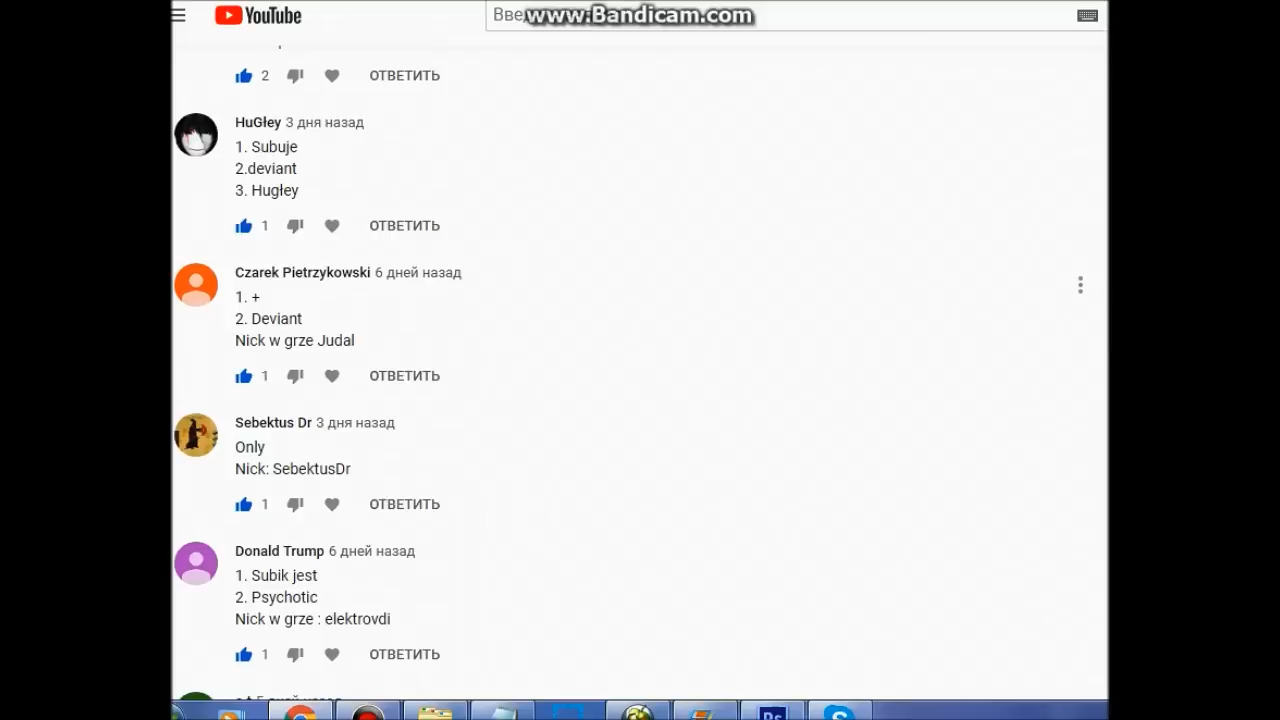 YouTube
Вве
www.Bandicam.com
2
ОТВЕТИТЬ
HuGłey 3 дня назад
1. Subuje
2.deviant
3. Hugłey
1
ОТВЕТИТЬ
Czarek Pietrzykowski 6 дней назад
1. +
2. Deviant
Nick w grze Judal
1
ОТВЕТИТЬ
Sebektus Dr 3 дня назад
Only
Nick: SebektusDr
1
ОТВЕТИТЬ
Donald Trump 6 дней назад
1. Subik jest
2. Psychotic
Nick w grze : elektrovdi
1
ОТВЕТИТЬ
Ps